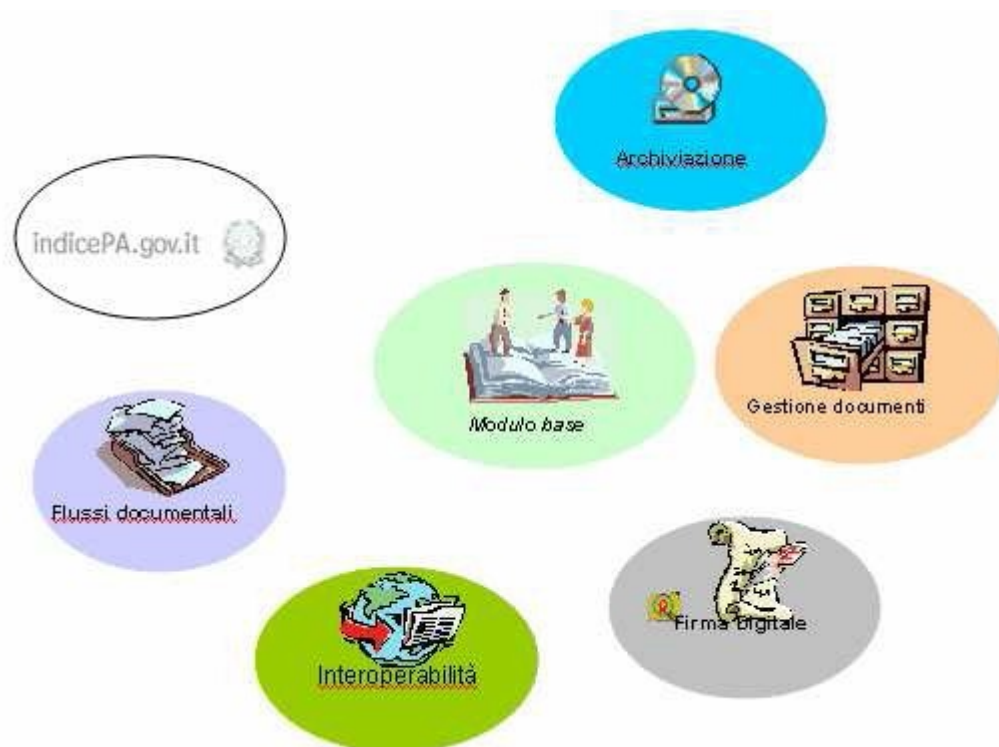 Archiviazione
indicePA.gov.it
Modulo base
Gestione documenti
Flussi documentali
Firma Digitale
Interoperabilità